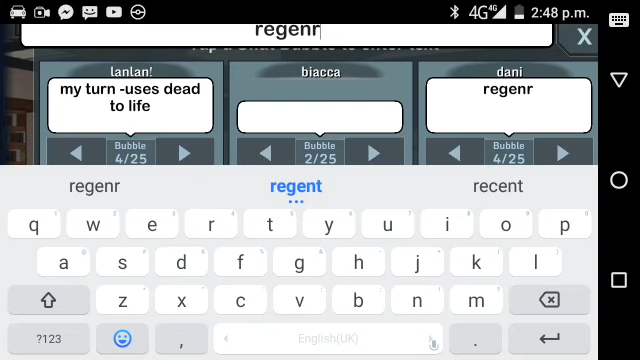 4G 4G 2:48 p.m.
regenr
Tap a Chat Bubble to enter text
X
lanlan!
biacca
dani
my turn -uses dead
to life
regenr
Bubble
4/25
Bubble
2/25
Bubble
4/25
regenr regent recent
q w e r t y u i o p
a s d f g h j k l
z x c v b n m
?123 , English(UK) .